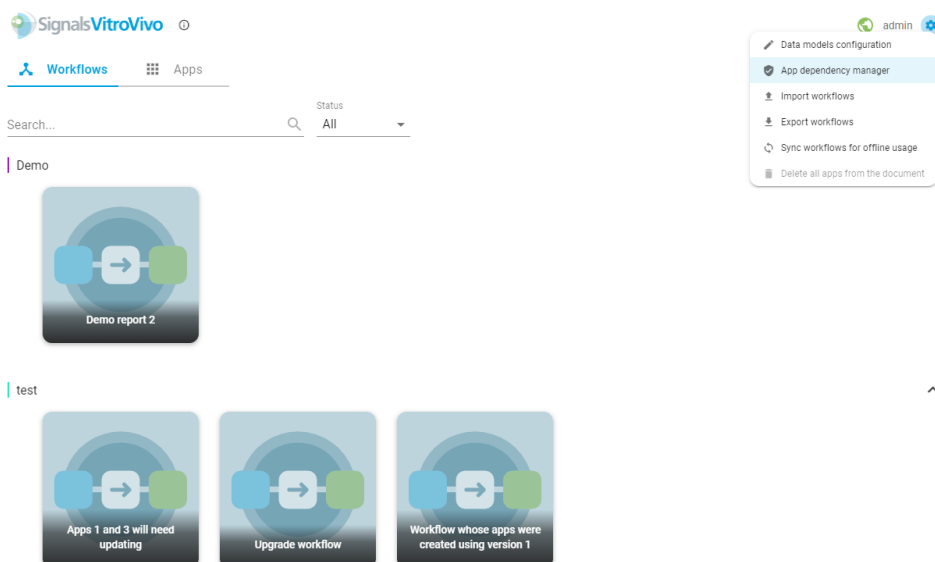 SignalsVitroVivo
admin
Data models configuration
App dependency manager
Import workflows
Export workflows
Sync workflows for offline usage
Delete all apps from the document
Workflows
Apps
Status
Search...
All
Demo
Demo report 2
test
Apps 1 and 3 will need
updating
Upgrade workflow
Workflow whose apps were
created using version 1